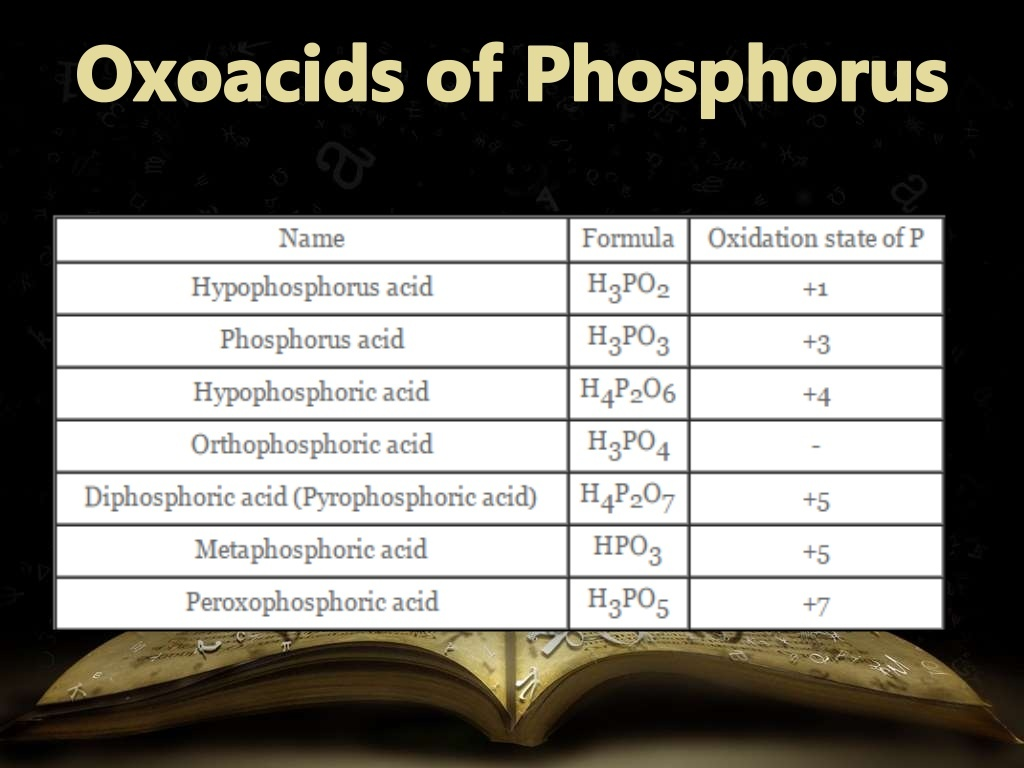 Oxoacids of Phosphorus
Name Formula Oxidation state of P
Hypophosphorus acid H3PO2 +1
Phosphorus acid H3PO3 +3
Hypophosphoric acid H4P2O6 +4
Orthophosphoric acid H3PO4 -
Diphosphoric acid (Pyrophosphoric acid) H4P2O7 +5
Metaphosphoric acid HPO3 +5
Peroxophosphoric acid H3PO5 +7